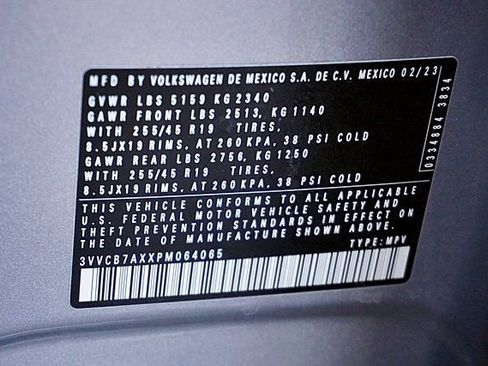 MFD BY VOLKSWAGEN DE MEXICO S.A. DE C.V. MEXICO 02/23
GVWR LBS 5159 KG 2340
GAWR FRONT LBS 2513, KG 1140
WITH 255/45 R19 TIRES,
8.5JX19 RIMS, AT 260 KPA, 38 PSI COLD
GAWR REAR LBS 2756, KG 1250
WITH 255/45 R19 TIRES,
8.5JX19 RIMS, AT 260 KPA, 38 PSI COLD
THIS VEHICLE CONFORMS TO ALL APPLICABLE
U.S. FEDERAL MOTOR VEHICLE SAFETY AND
THEFT PREVENTION STANDARDS IN EFFECT ON
THE DATE OF MANUFACTURE SHOWN ABOVE.
3VVCB7AXXPM064065 TYPE: MPV
0334884 3834